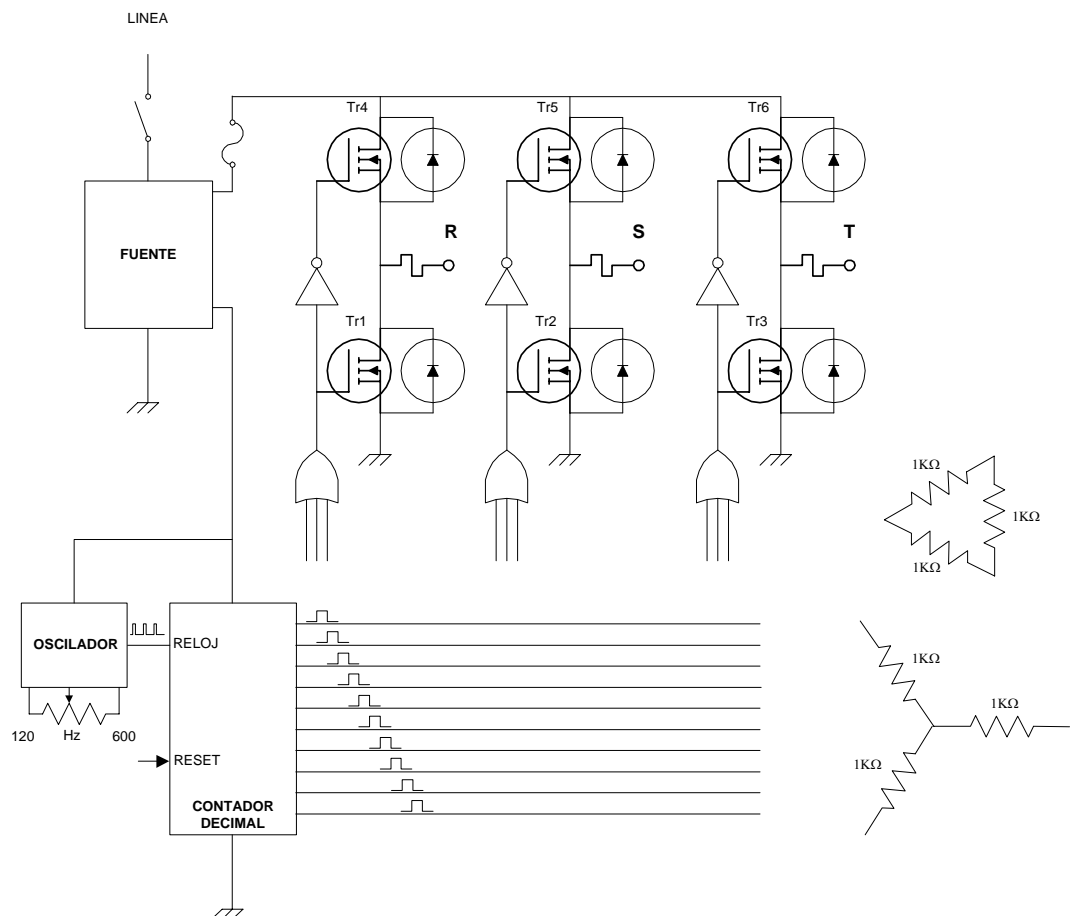 LINEA
Tr4
Tr5
Tr6
FUENTE
R
S
T
Tr1
Tr2
Tr3
1KΩ
1KΩ
1KΩ
OSCILADOR
RELOJ
120
Hz
600
RESET
CONTADOR
DECIMAL
1KΩ
1KΩ
1KΩ